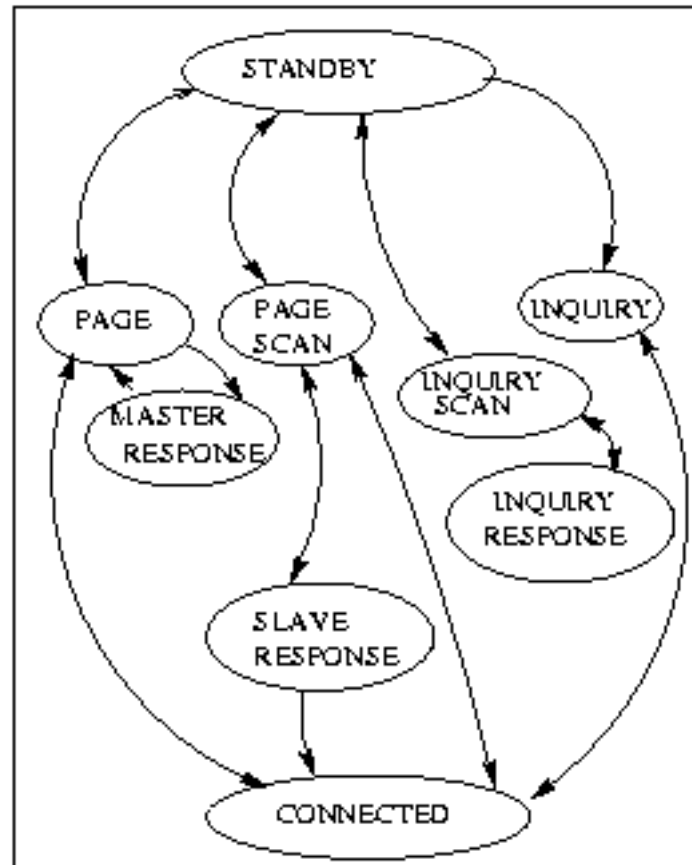 STANDBY
PAGE
PAGE
SCAN
INQUIRY
INQUIRY
SCAN
MASTER
RESPONSE
INQUIRY
RESPONSE
SLAVE
RESPONSE
CONNECTED